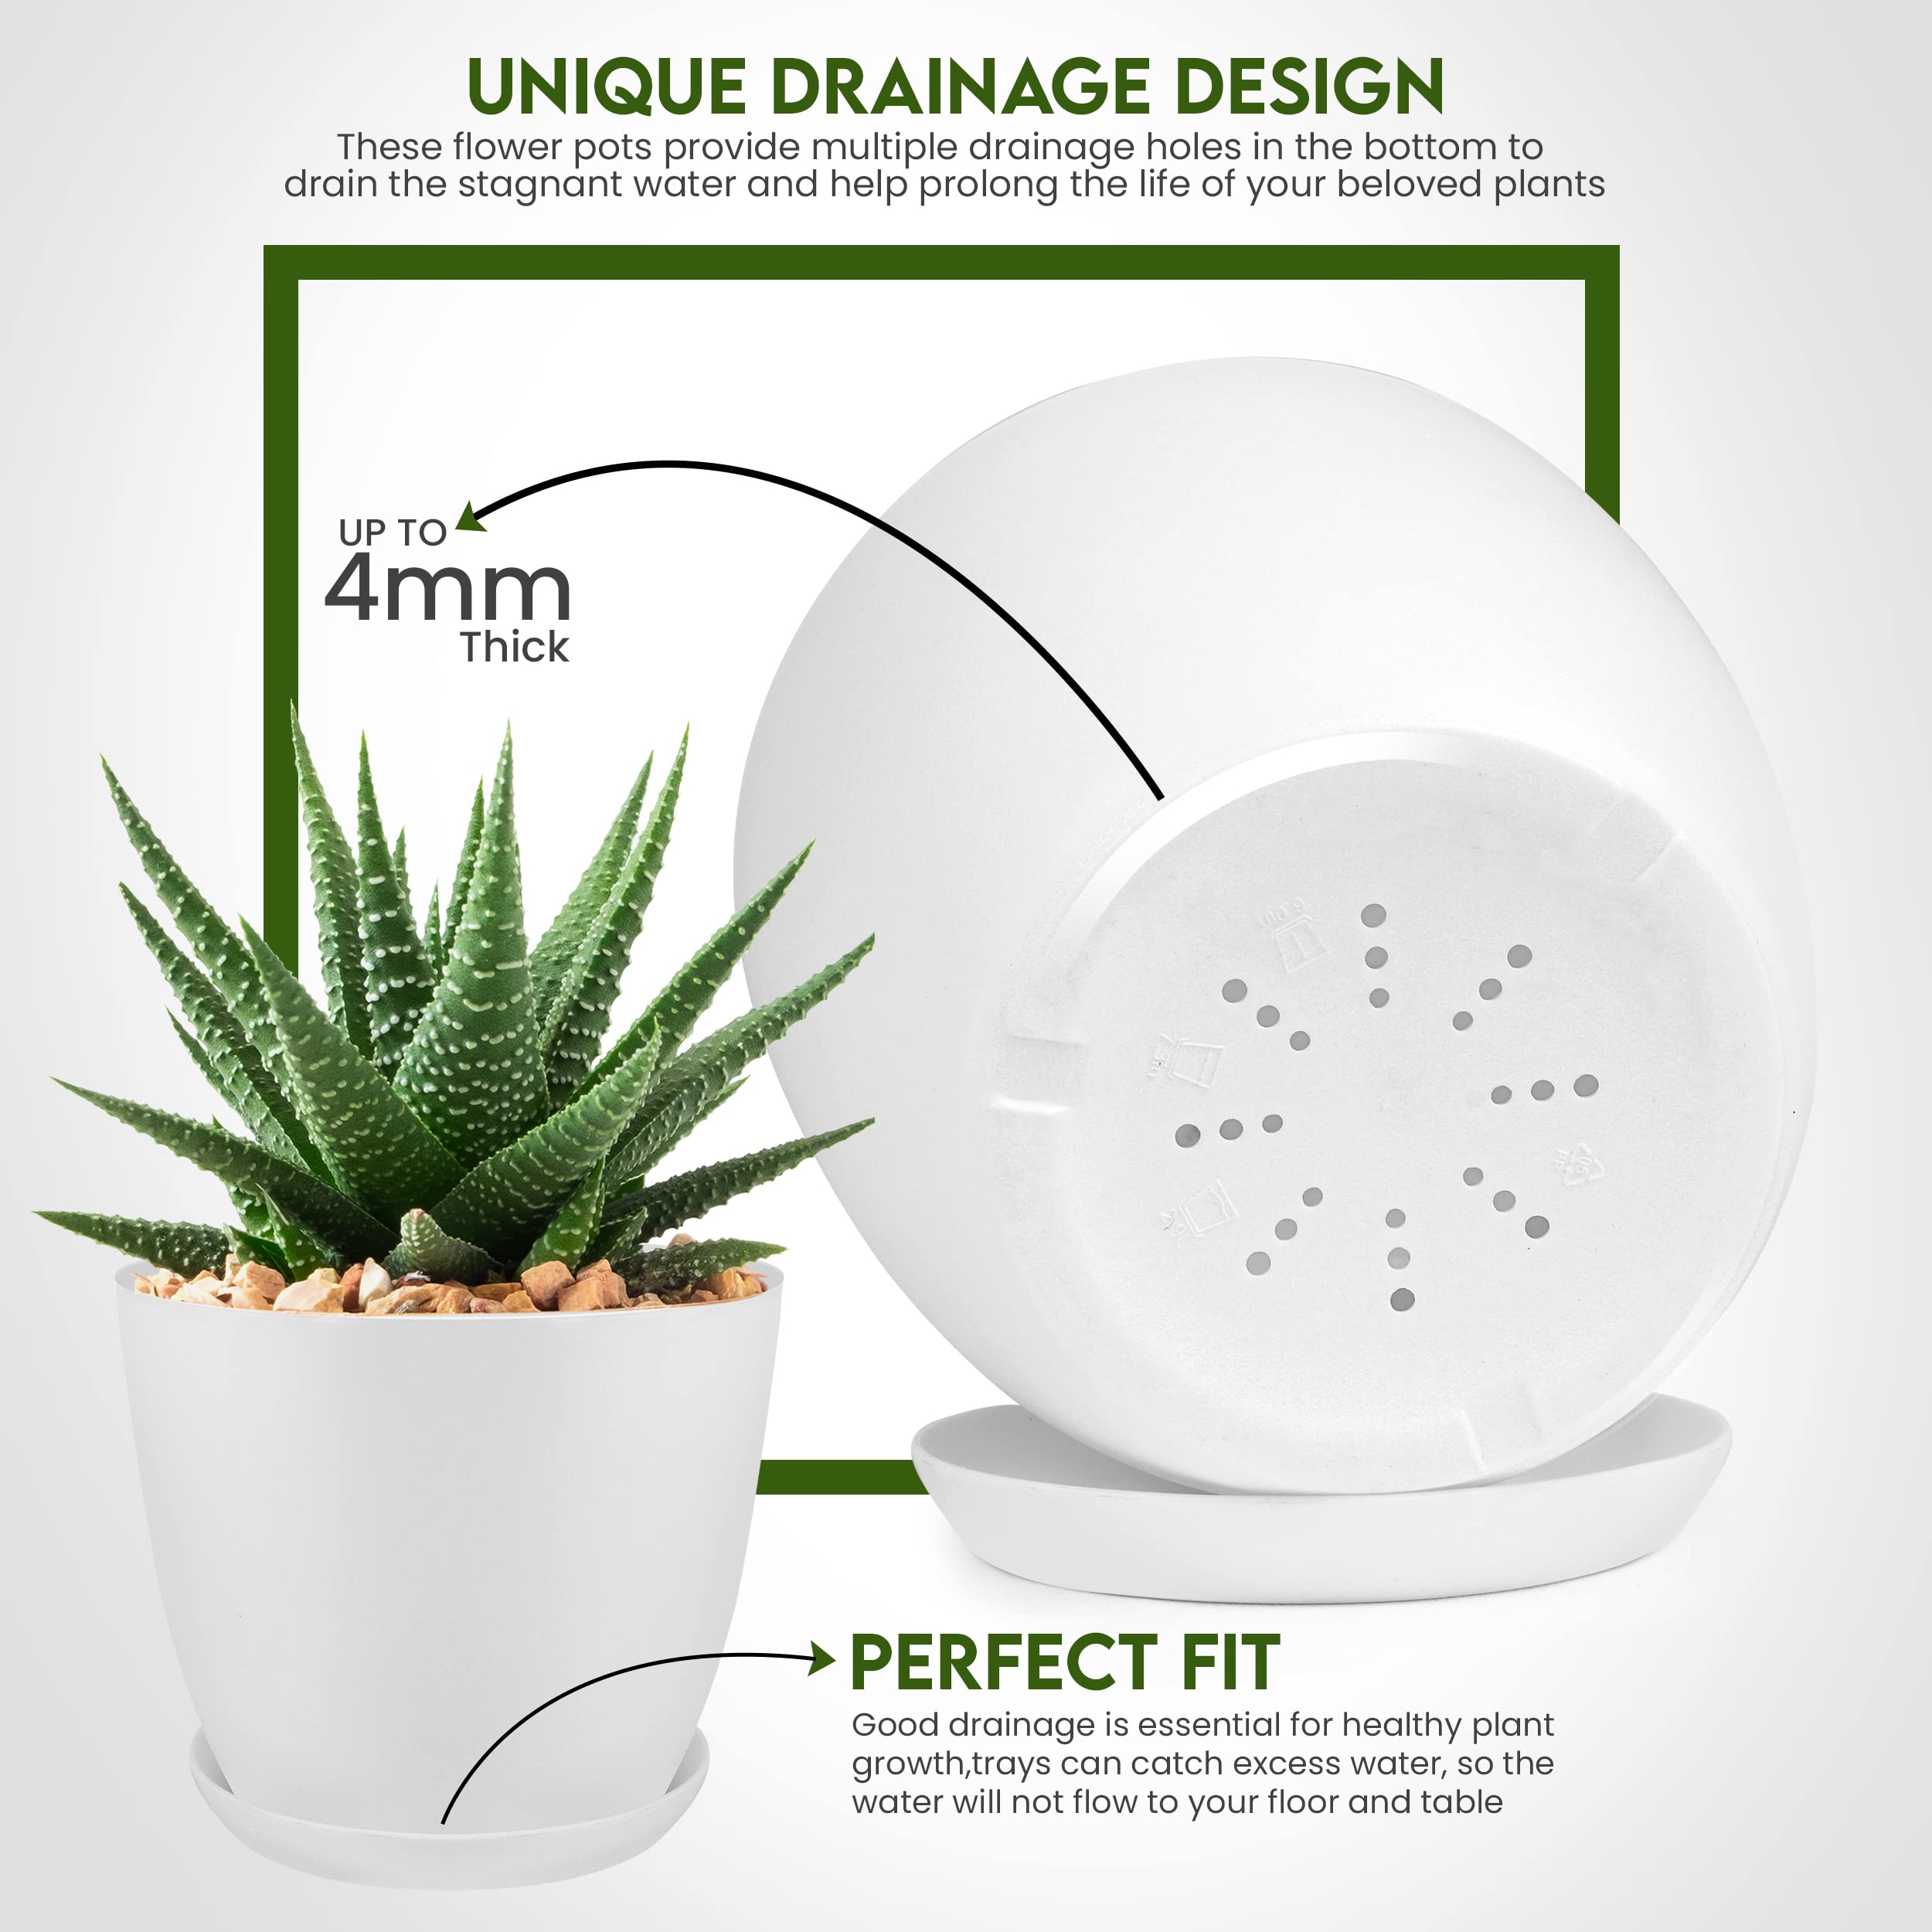 UNIQUE DRAINAGE DESIGN
These flower pots provide multiple drainage holes in the bottom to
drain the stagnant water and help prolong the life of your beloved plants
UP TO
4mm
Thick
PERFECT FIT
Good drainage is essential for healthy plant
growth,trays can catch excess water, so the
water will not flow to your floor and table